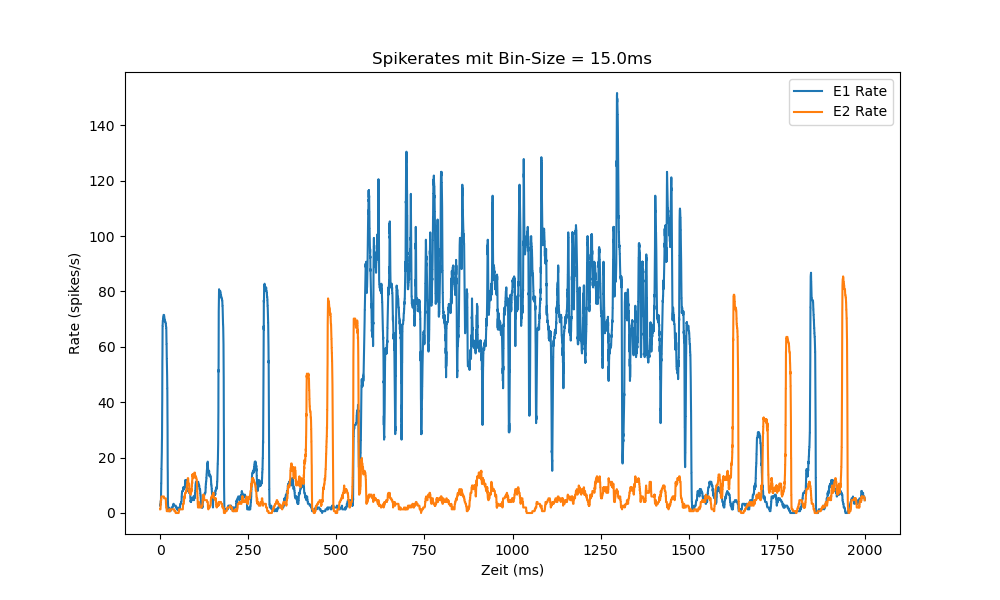 Spikerates mit Bin-Size = 15.0ms
E1 Rate
E2 Rate
Rate (spikes/s)
140
120
100
80
60
40
20
0
0 250 500 750 1000 1250 1500 1750 2000
Zeit (ms)